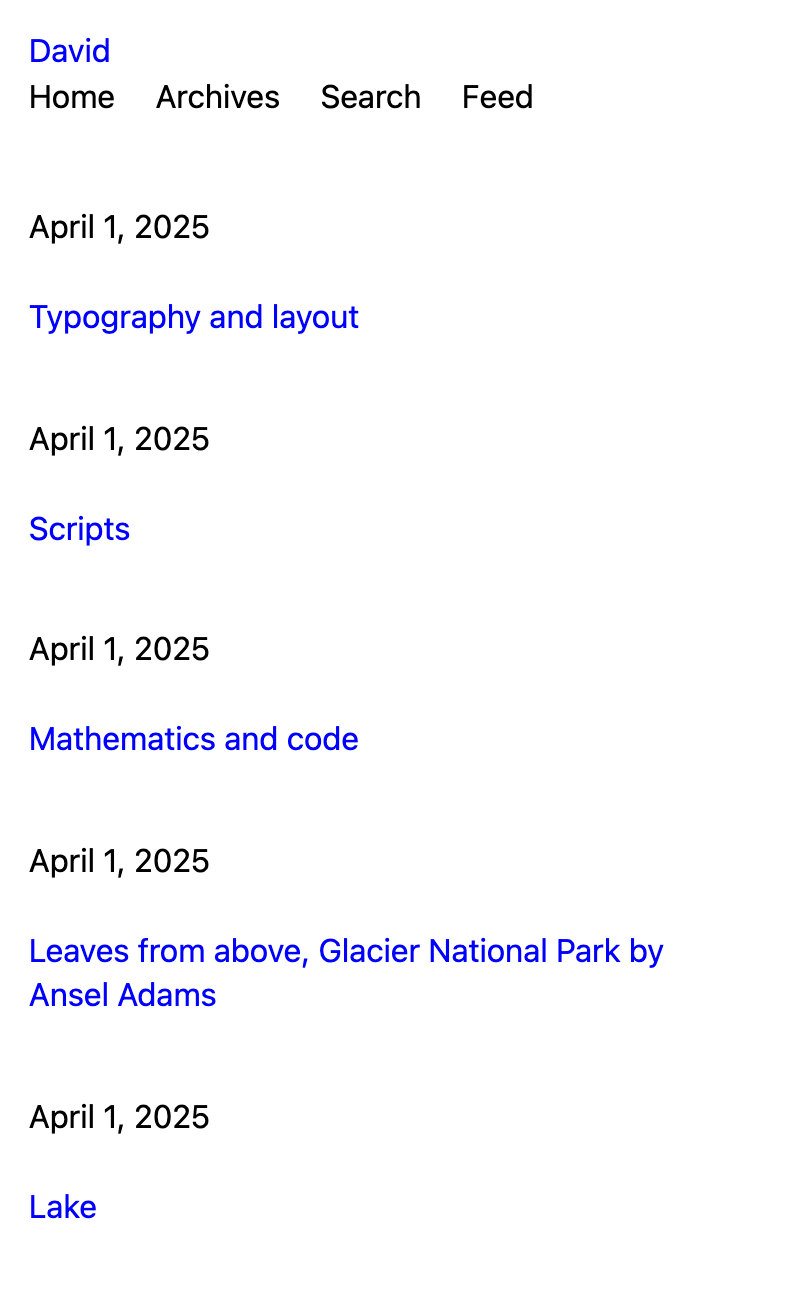 David
Home Archives Search Feed
April 1, 2025
Typography and layout
April 1, 2025
Scripts
April 1, 2025
Mathematics and code
April 1, 2025
Leaves from above, Glacier National Park by
Ansel Adams
April 1, 2025
Lake